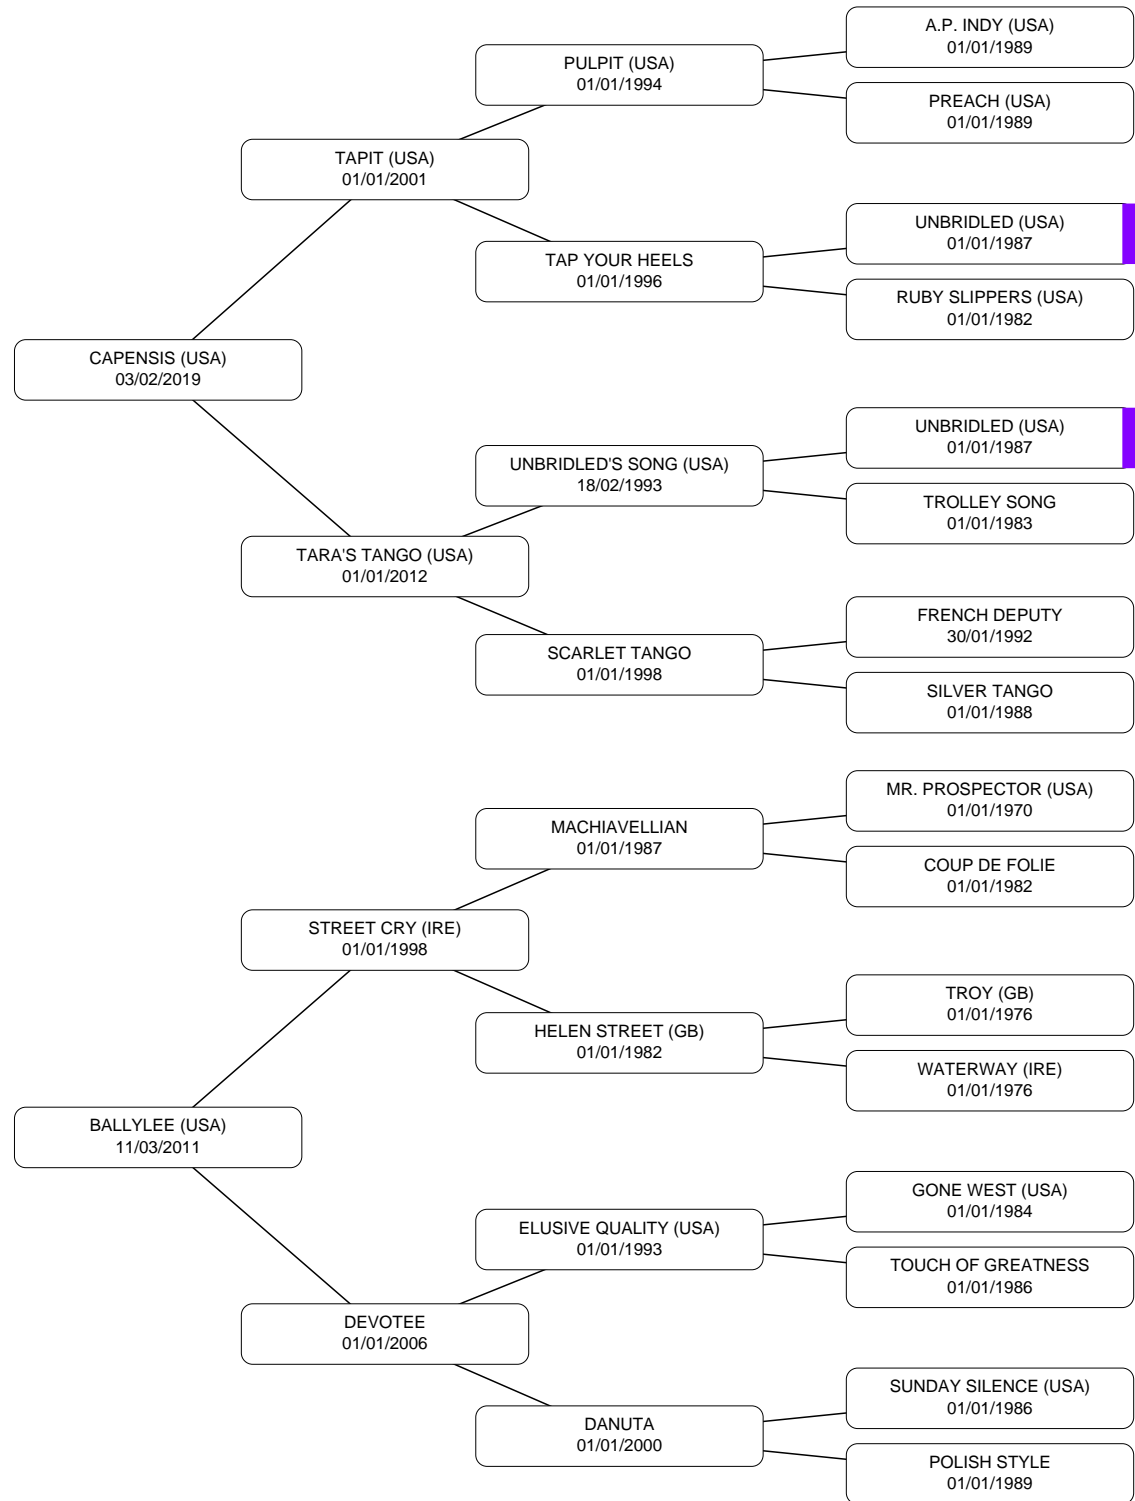 A.P. INDY (USA)
01/01/1989
PULPIT (USA)
01/01/1994
PREACH (USA)
01/01/1989
TAPIT (USA)
01/01/2001
UNBRIDLED (USA)
01/01/1987
TAP YOUR HEELS
01/01/1996
RUBY SLIPPERS (USA)
01/01/1982
CAPENSIS (USA)
03/02/2019
UNBRIDLED (USA)
01/01/1987
UNBRIDLED'S SONG (USA)
18/02/1993
TROLLEY SONG
01/01/1983
TARA'S TANGO (USA)
01/01/2012
FRENCH DEPUTY
30/01/1992
SCARLET TANGO
01/01/1998
SILVER TANGO
01/01/1988
MR. PROSPECTOR (USA)
01/01/1970
MACHIAVELLIAN
01/01/1987
COUP DE FOLIE
01/01/1982
STREET CRY (IRE)
01/01/1998
TROY (GB)
01/01/1976
HELEN STREET (GB)
01/01/1982
WATERWAY (IRE)
01/01/1976
BALLYLEE (USA)
11/03/2011
GONE WEST (USA)
01/01/1984
ELUSIVE QUALITY (USA)
01/01/1993
TOUCH OF GREATNESS
01/01/1986
DEVOTEE
01/01/2006
SUNDAY SILENCE (USA)
01/01/1986
DANUTA
01/01/2000
POLISH STYLE
01/01/1989